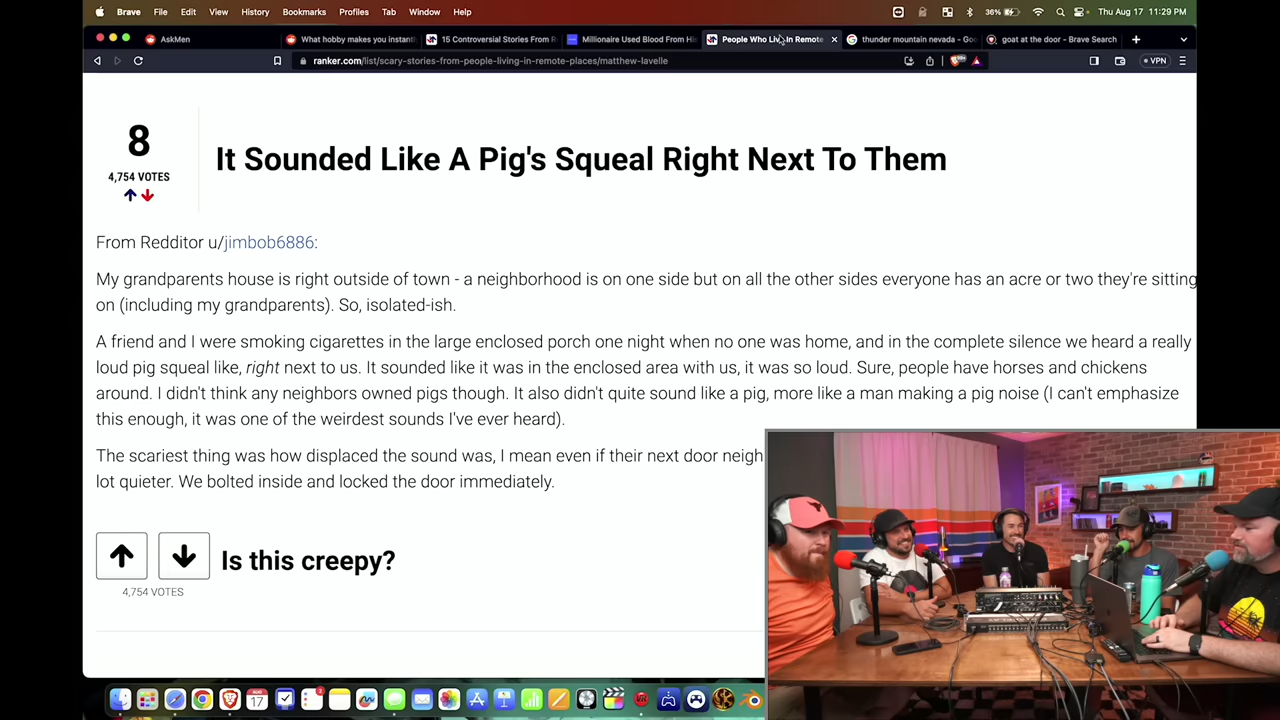 Brave File Edit View History Bookmarks Profiles Tab Window Help 36% Thu Aug 17 11:29 PM
AskMen What hobby makes you instant 15 Controversial Stories From R Millionaire Used Blood From His People Who Live In Remote thunder mountain nevada - Goo goat at the door - Brave Search
ranker.com/list/scary-stories-from-people-living-in-remote-places/matthew-lavelle 99+ VPN
8
4,754 VOTES
It Sounded Like A Pig's Squeal Right Next To Them
From Redditor u/jimbob6886:
My grandparents house is right outside of town - a neighborhood is on one side but on all the other sides everyone has an acre or two they're sitting
on (including my grandparents). So, isolated-ish.
A friend and I were smoking cigarettes in the large enclosed porch one night when no one was home, and in the complete silence we heard a really
loud pig squeal like, right next to us. It sounded like it was in the enclosed area with us, it was so loud. Sure, people have horses and chickens
around. I didn't think any neighbors owned pigs though. It also didn't quite sound like a pig, more like a man making a pig noise (I can't emphasize
this enough, it was one of the weirdest sounds I've ever heard).
The scariest thing was how displaced the sound was, I mean even if their next door neigh
lot quieter. We bolted inside and locked the door immediately.
Is this creepy?
4,754 VOTES
AUG
17